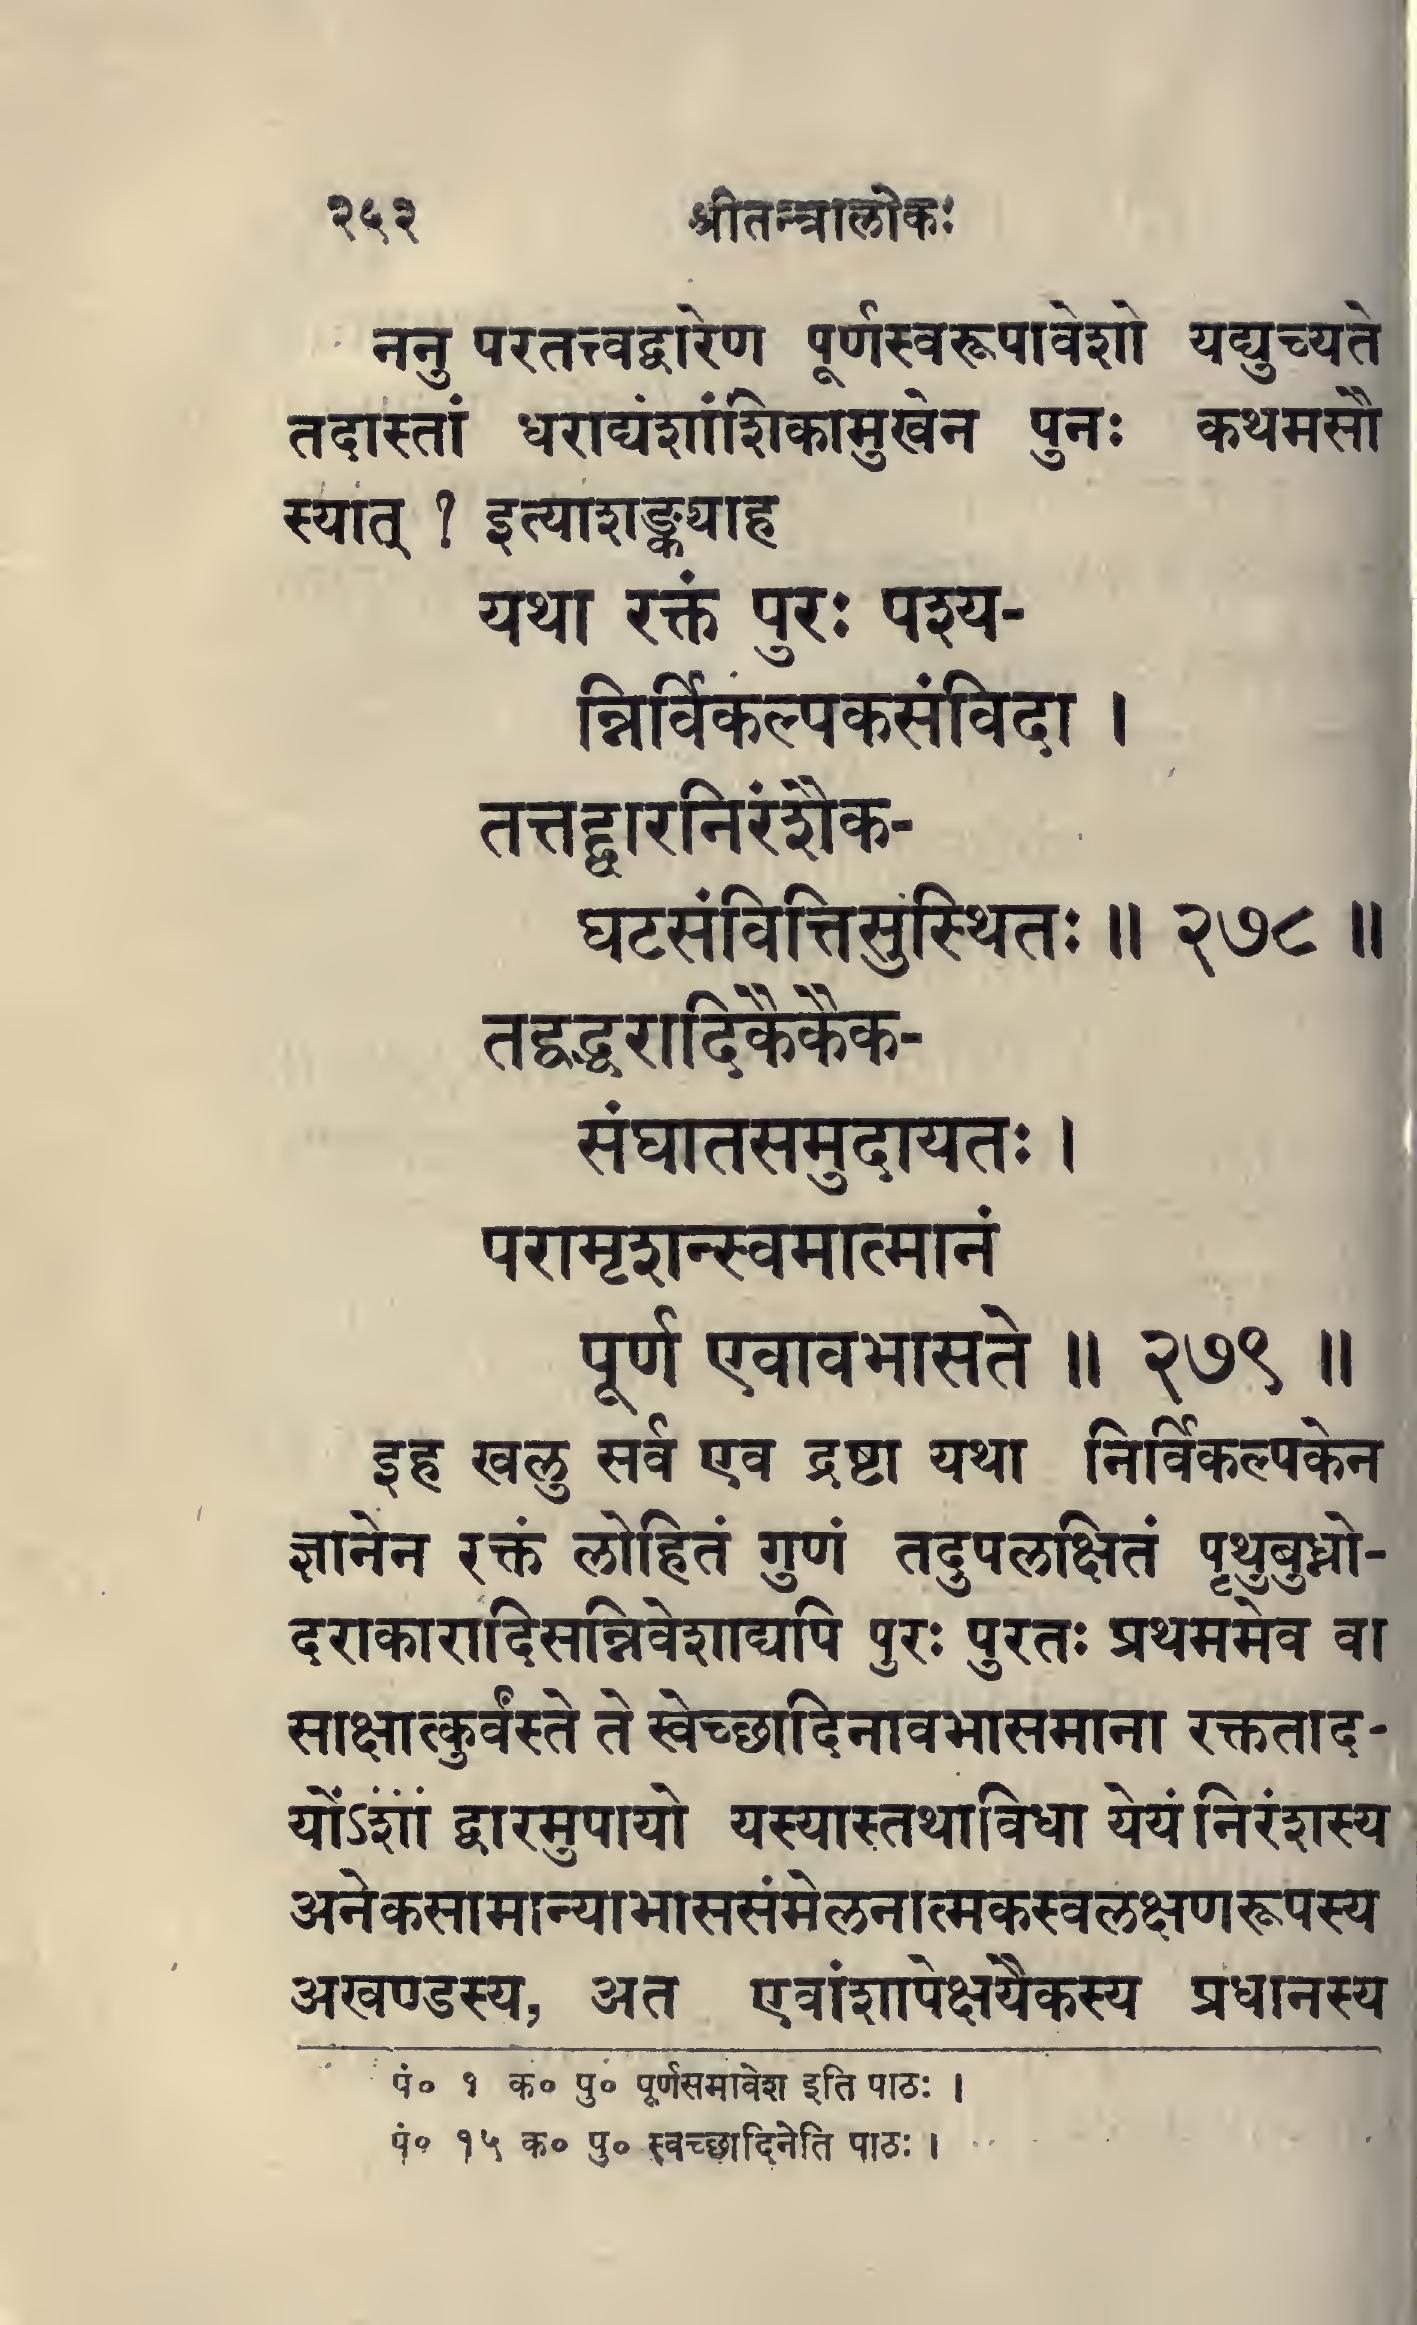 २५२ श्रीतन्त्रालोकः
ननु परतत्त्वद्वारेण पूर्णस्वरूपावेशो यद्युच्यते
तदास्तां धराद्यंशांशिकामुखेन पुनः कथमसौ
स्यात् ? इत्याशङ्क्याह
यथा रक्तं पुरः पश्य-
न्निर्विकल्पकसंविदा ।
तत्तद्द्वारनिरंशैक-
घटसंवित्तिसुस्थितः ॥ २७८ ॥
तद्वद्धरादिकैकैक-
संघातसमुदायतः ।
परामृशन्स्वमात्मानं
पूर्ण एवावभासते ॥ २७९ ॥
इह खलु सर्व एव द्रष्टा यथा निर्विकल्पकेन
ज्ञानेन रक्तं लोहितं गुणं तदुपलक्षितं पृथुबुध्नो-
दराकारादिसन्निवेशाद्यपि पुरः पुरतः प्रथममेव वा
साक्षात्कुर्वंस्ते ते स्वेच्छादिनावभासमाना रक्तताद-
द्वारमुपायो यस्यास्तथाविधा येयं निरंशस्य
अनेकसामान्याभाससंमेलनात्मकस्वलक्षणरूपस्य
अखण्डस्य, अत एवांशापेक्षयैकस्य प्रधानस्य
पं० १ क० पु० पूर्णसमावेश इति पाठः ।
पं० १५ क० पु० स्वच्छादिनेति पाठः ।